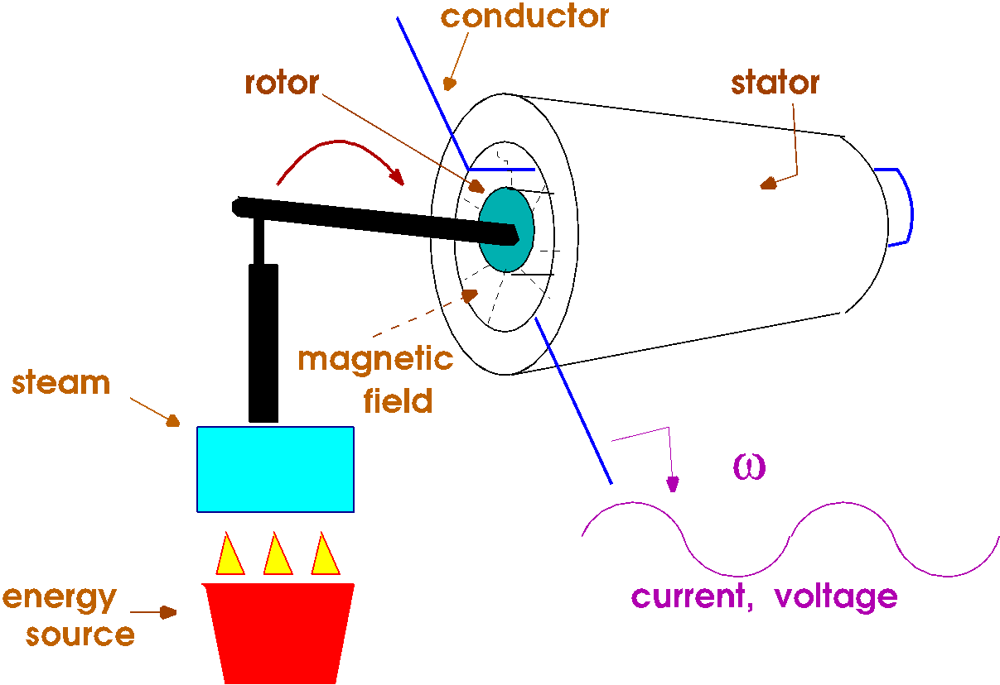 conductor
rotor
stator
magnetic
field
steam
ω
energy
source
current, voltage